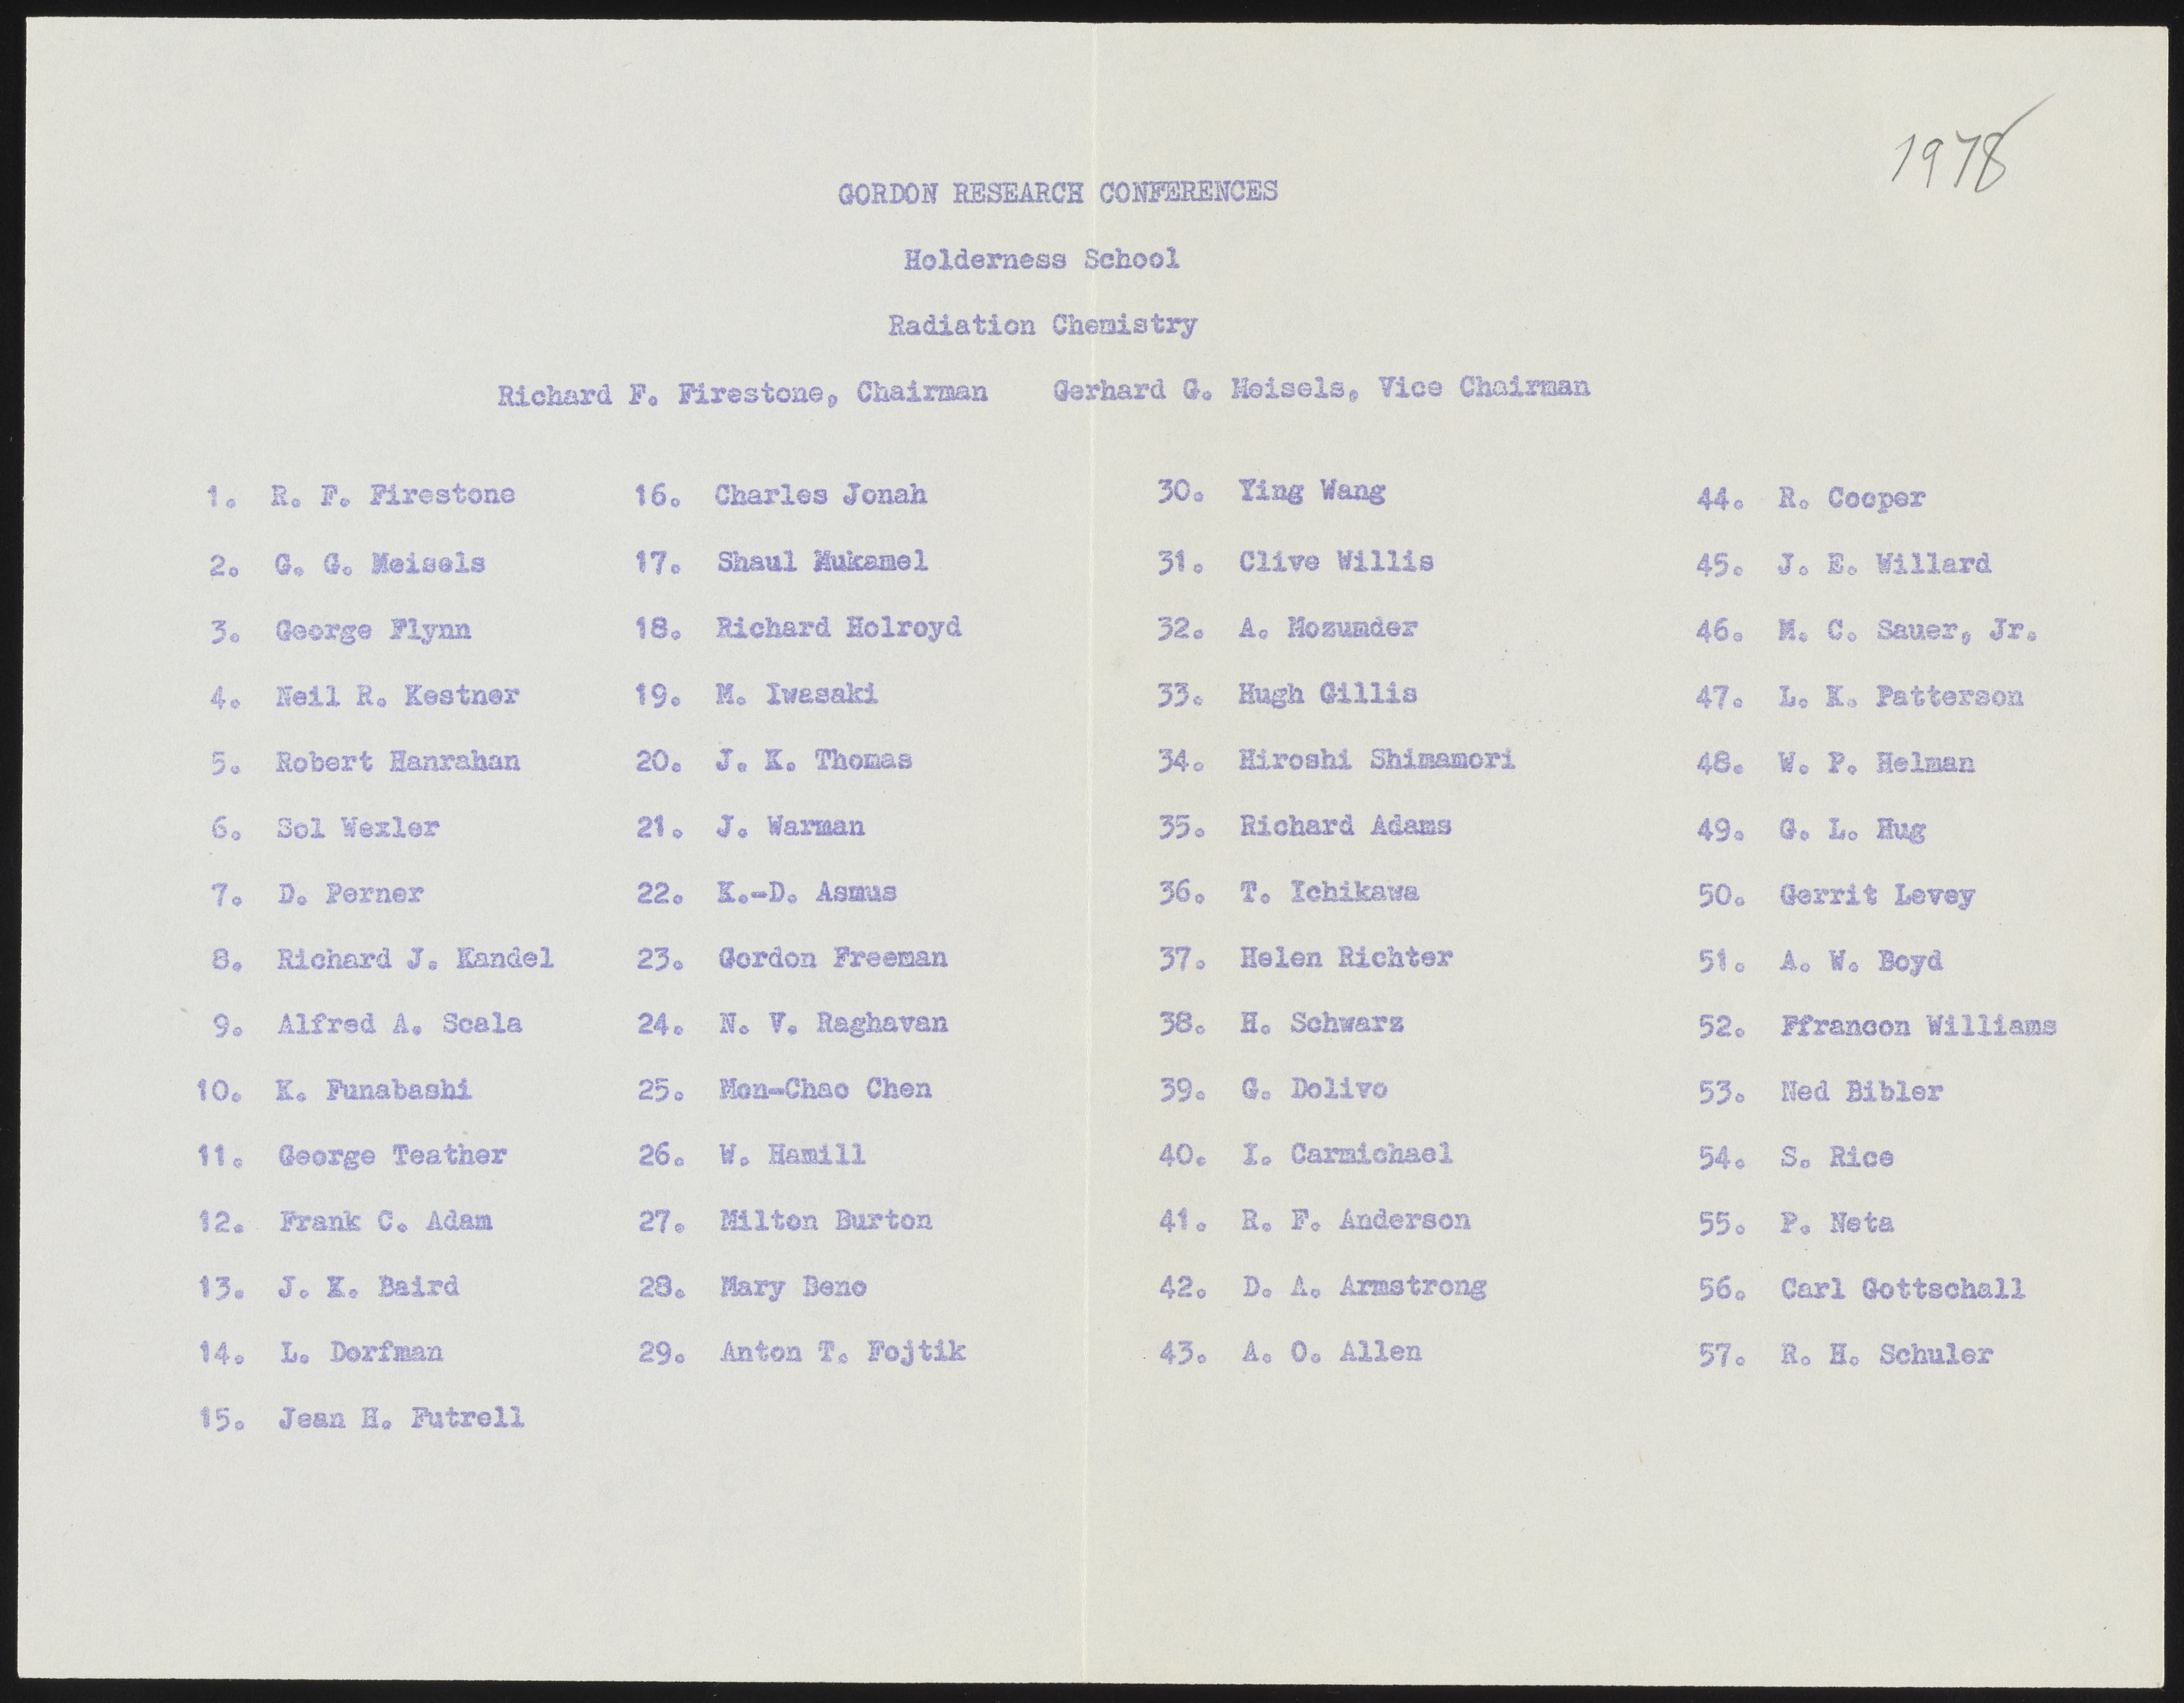 1978
GORDON RESEARCH CONFERENCES
Holderness School
Radiation Chemistry
Richard F. Firestone, Chairman Gerhard G. Meisels, Vice Chairman
1. R. F. Firestone
2. G. G. Meisels
3. George Flynn
4. Neil R. Kestner
5. Robert Hanrahan
6. Sol Wexler
7. D. Perner
8. Richard J. Kandel
9. Alfred A. Scala
10. K. Funabashi
11. George Teather
12. Frank C. Adam
13. J. K. Baird
14. L. Dorfman
15. Jean H. Futrell
16. Charles Jonah
17. Shaul Mukamel
18. Richard Holroyd
19. M. Iwasaki
20. J. K. Thomas
21. J. Warman
22. K.-D. Asmus
23. Gordon Freeman
24. N. V. Raghavan
25. Mon-Chao Chen
26. W. Hamill
27. Milton Burton
28. Mary Beno
29. Anton T. Fojtik
30. Ying Wang
31. Clive Willis
32. A. Mozumder
33. Hugh Gillis
34. Hiroshi Shimamori
35. Richard Adams
36. T. Ichikawa
37. Helen Richter
38. H. Schwarz
39. G. Dolivo
40. I. Carmichael
41. R. F. Anderson
42. D. A. Armstrong
43. A. O. Allen
44. R. Cooper
45. J. E. Willard
46. M. C. Sauer, Jr.
47. L. K. Patterson
48. W. P. Helman
49. G. L. Hug
50. Gerrit Levey
51. A. W. Boyd
52. Ffrancon Williams
53. Ned Bibler
54. S. Rice
55. P. Neta
56. Carl Gottschall
57. R. H. Schuler